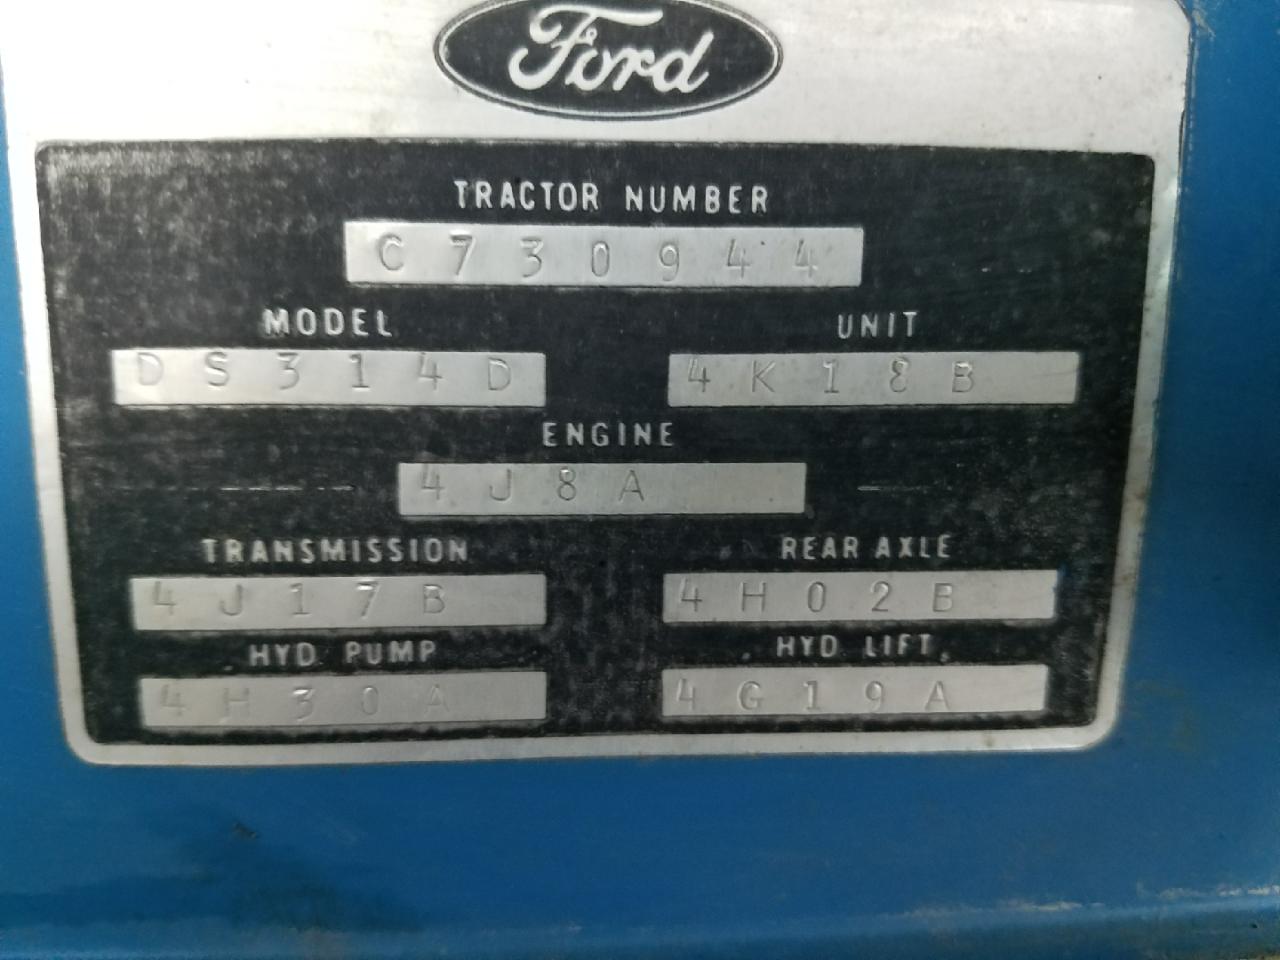 Ford
TRACTOR NUMBER
C730944
MODEL UNIT
DS314D 4K18B
ENGINE
4J8A
TRANSMISSION REAR AXLE
4J17B 4H02B
HYD. PUMP HYD. LIFT
4H30A 4G19A